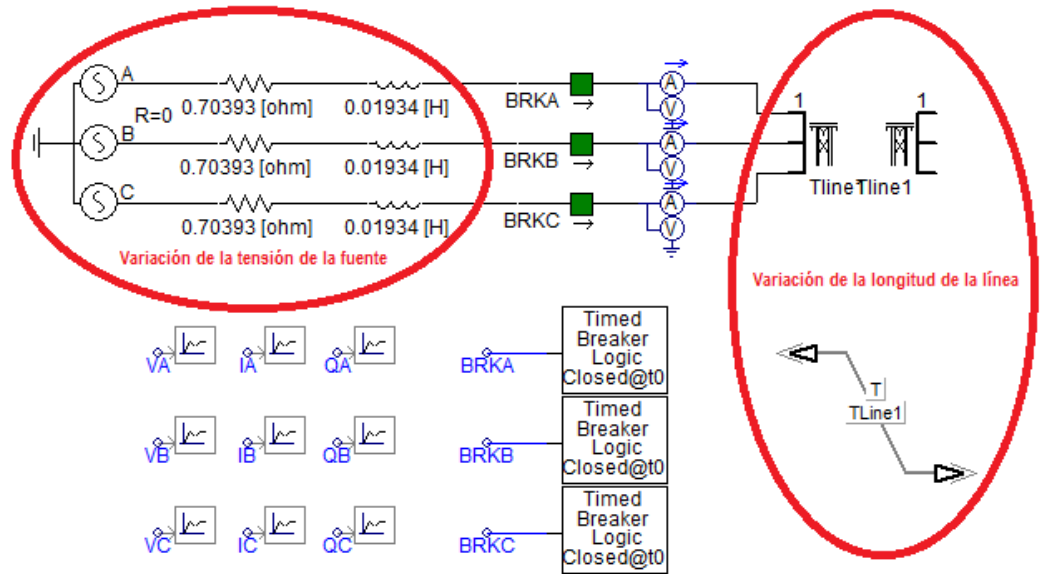 A
R=0
0.70393 [ohm]
0.01934 [H]
BRKA
A
V
1
1
B
0.70393 [ohm]
0.01934 [H]
BRKB
A
V
Tline1
Tline1
C
0.70393 [ohm]
0.01934 [H]
BRKC
A
V
Variación de la tensión de la fuente
Variación de la longitud de la línea
VA
IA
QA
BRKA
Timed
Breaker
Logic
Closed@t0
T
TLine1
VB
IB
QB
BRKB
Timed
Breaker
Logic
Closed@t0
VC
IC
QC
BRKC
Timed
Breaker
Logic
Closed@t0